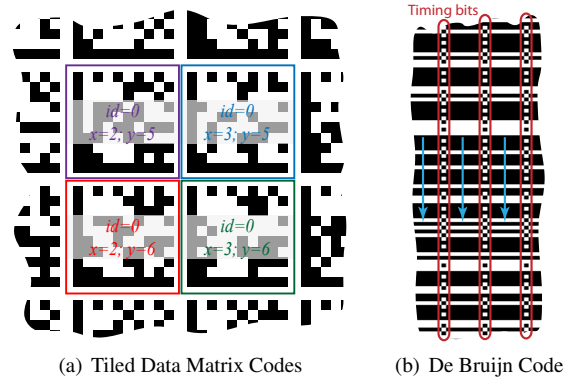 Timing bits
id=0
x=2; y=5
id=0
x=3; y=5
id=0
x=2; y=6
id=0
x=3; y=6
(a) Tiled Data Matrix Codes
(b) De Bruijn Code